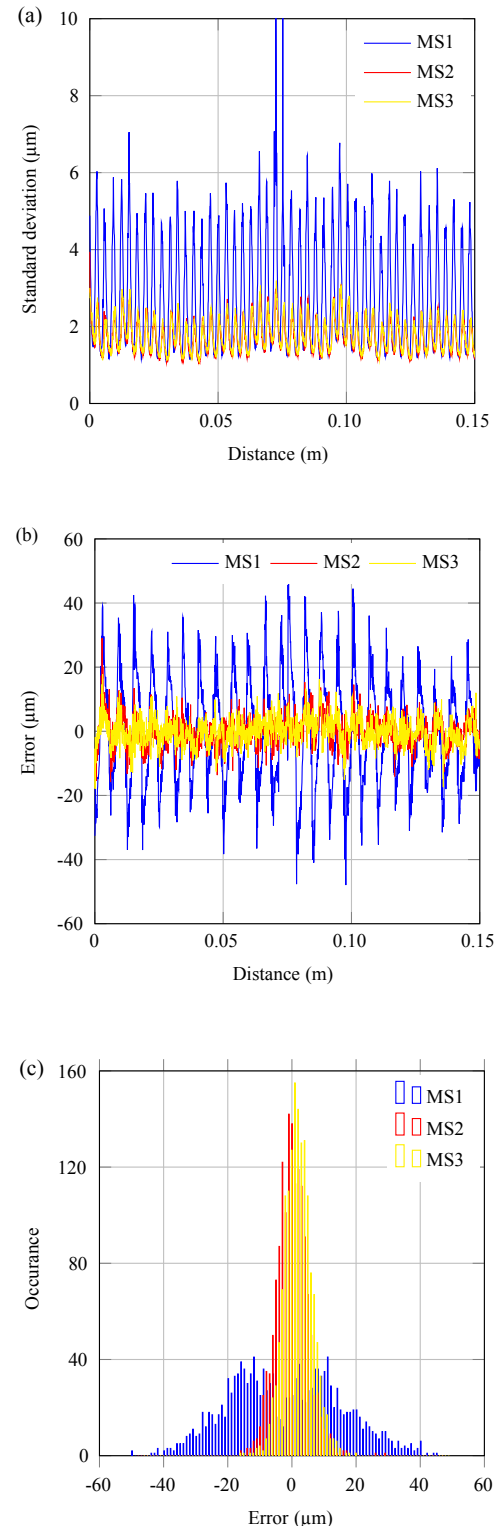 (a)
10
8
6
4
2
0
Standard deviation (µm)
MS1
MS2
MS3
0
0.05
0.10
0.15
Distance (m)
(b)
60
40
20
0
-20
-40
-60
Error (µm)
MS1 MS2 MS3
0
0.05
0.10
0.15
Distance (m)
(c)
160
120
80
40
0
Occurance
MS1
MS2
MS3
-60
-40
-20
0
20
40
60
Error (µm)